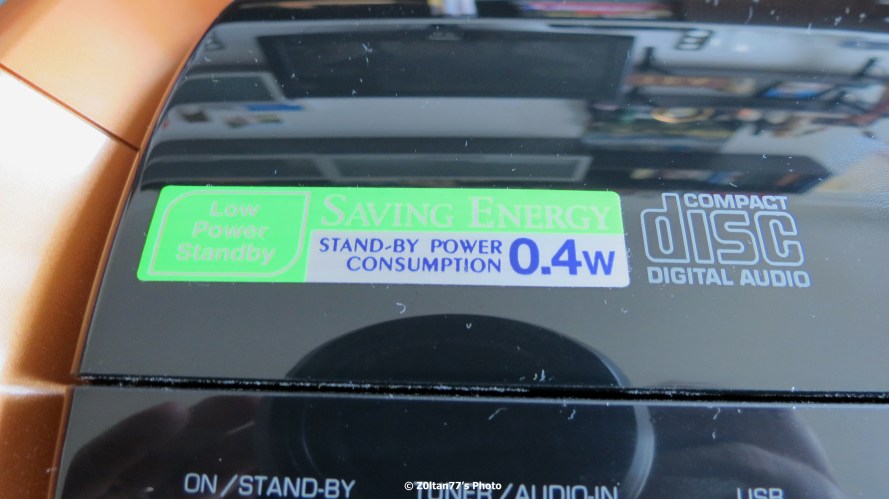 Low
Power
Standby
SAVING ENERGY
STAND-BY POWER
CONSUMPTION 0.4W
COMPACT
disc
DIGITAL AUDIO
ON/STAND-BY
TUNER/AUDIO-IN
USB
© Z0ltan77's Photo